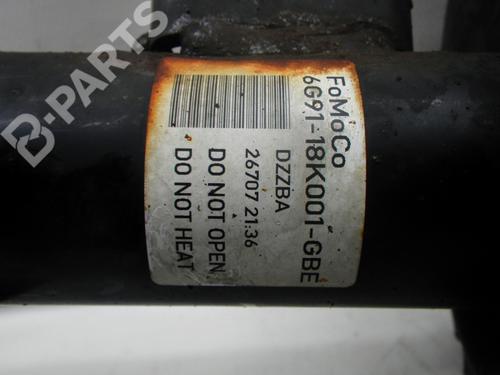 FoMoCo
6G91-18K001-GBE
DZZBA
26707 21:36
DO NOT OPEN
DO NOT HEAT
B-PARTS